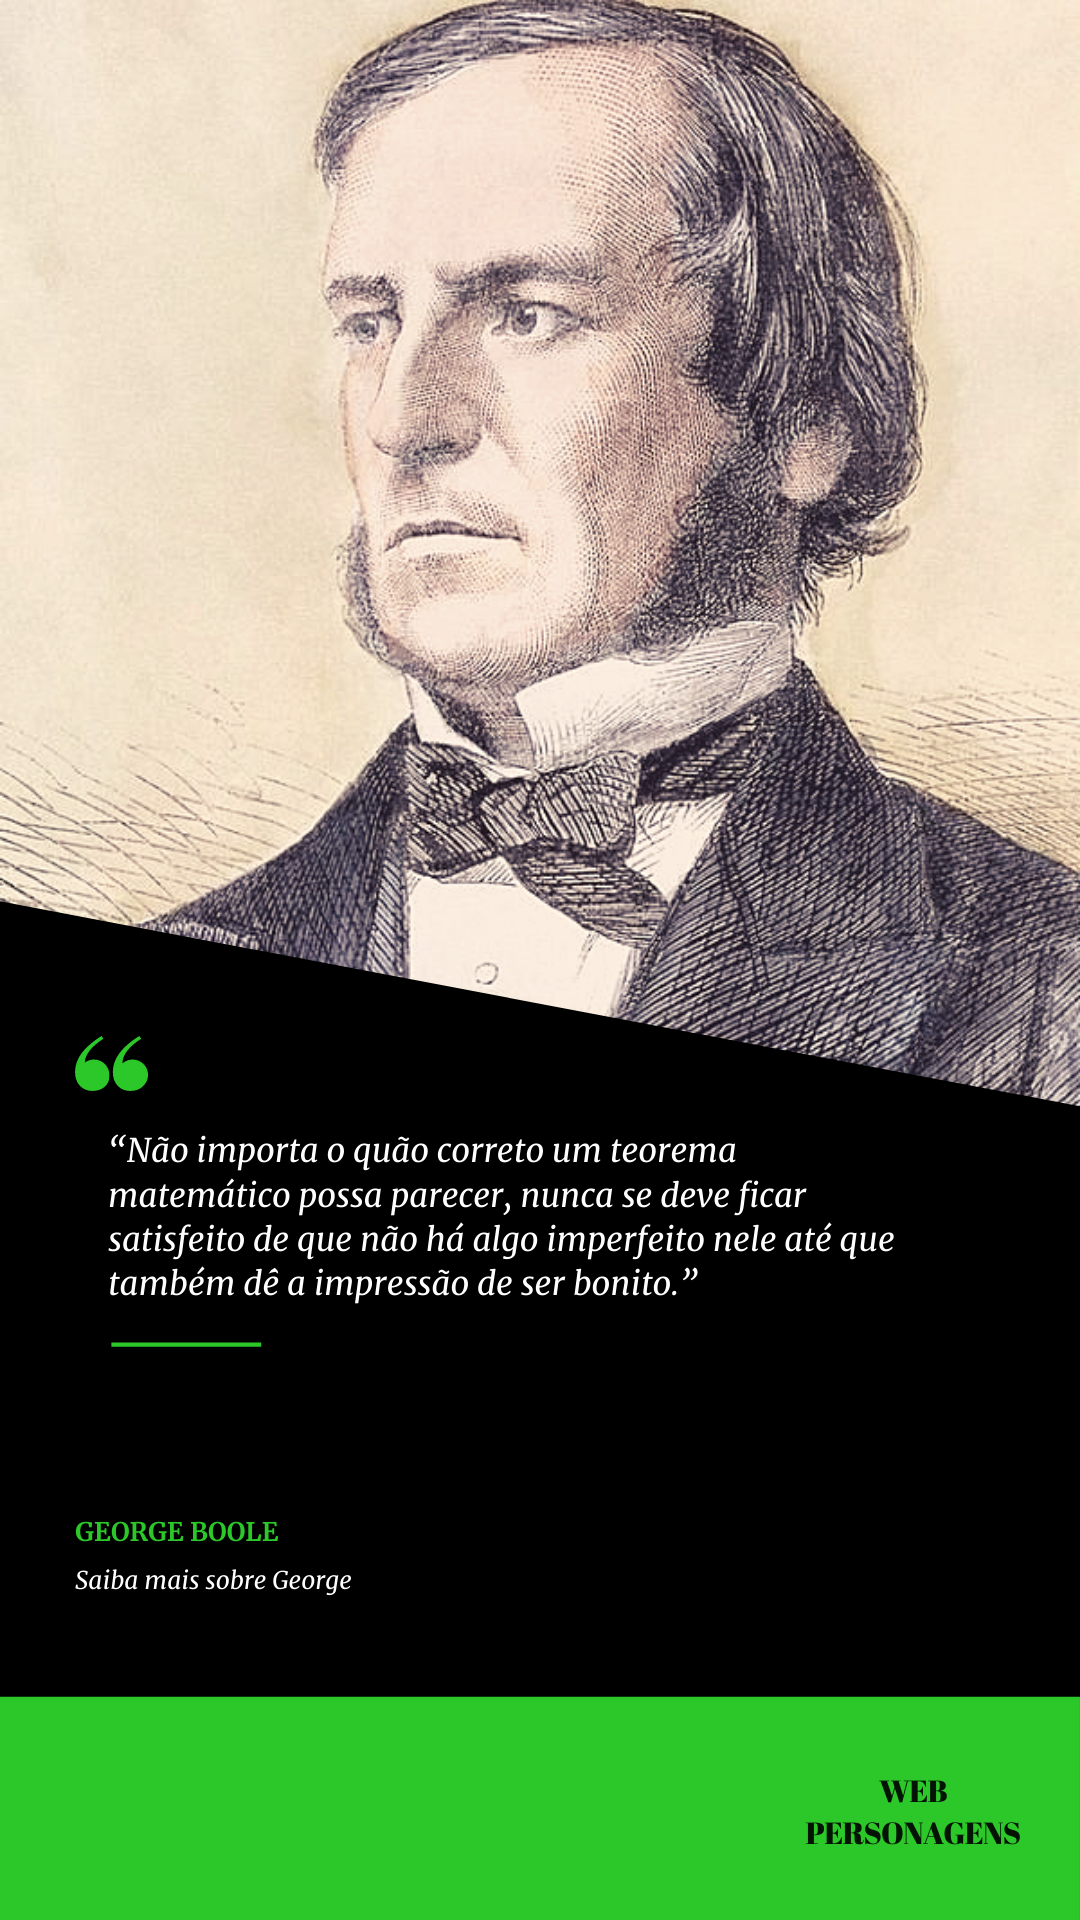 “Não importa o quão correto um teorema
matemático possa parecer, nunca se deve ficar
satisfeito de que não há algo imperfeito nele até que
também dê a impressão de ser bonito.”
GEORGE BOOLE
Saiba mais sobre George
WEB
PERSONAGENS